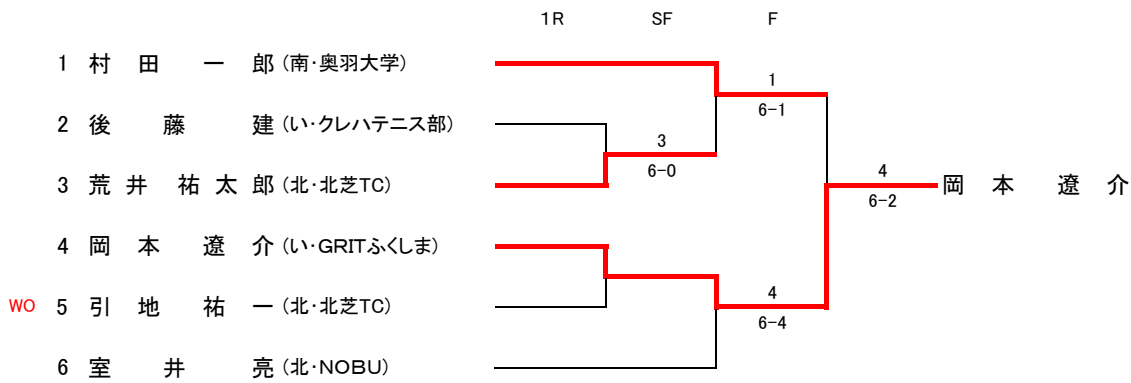 1R SF F
1 村田 一郎 (南・奥羽大学)
1
6-1
2 後藤 建 (い・クレハテニス部)
3
6-0
3 荒井 祐太郎 (北・北芝TC)
4
6-2
岡本 遼介
4 岡本 遼介 (い・GRITふくしま)
WO 5 引地 祐一 (北・北芝TC)
4
6-4
6 室井 亮 (北・NOBU)